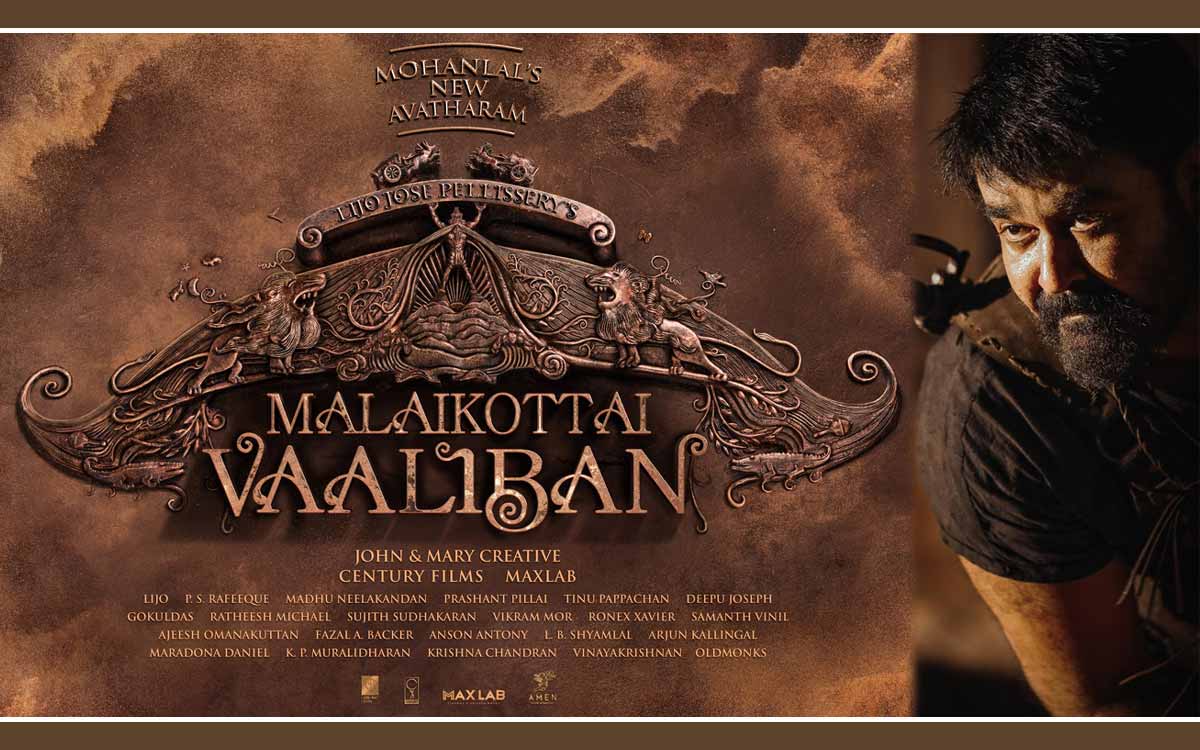 MOHANLAL'S
NEW
AVATHARAM
LIJO JOSE PELLISSERY'S
MALAIKOTTAI
VAALIBAN
JOHN & MARY CREATIVE
CENTURY FILMS MAXLAB
LIJO P. S. RAFEEQUE MADHU NEELAKANDAN PRASHANT PILLAI TINU PAPPACHAN DEEPU JOSEPH
GOKULDAS RATHEESH MICHAEL SUJITH SUDHAKARAN VIKRAM MOR RONEX XAVIER SAMANTH VINIL
AJEESH OMANAKUTTAN FAZAL A. BACKER ANSON ANTONY L. B. SHYAMLAL ARJUN KALLINGAL
MARADONA DANIEL K. P. MURALIDHARAN KRISHNA CHANDRAN VINAYAKRISHNAN OLDMONKS
MAXLAB
AMEN